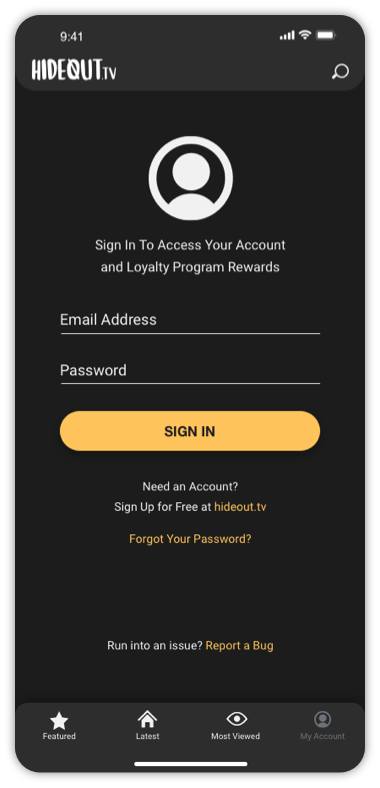 9:41
HIDEOUT.TV
Sign In To Access Your Account
and Loyalty Program Rewards
Email Address
Password
SIGN IN
Need an Account?
Sign Up for Free at hideout.tv
Forgot Your Password?
Run into an issue? Report a Bug
Featured Latest Most Viewed My Account